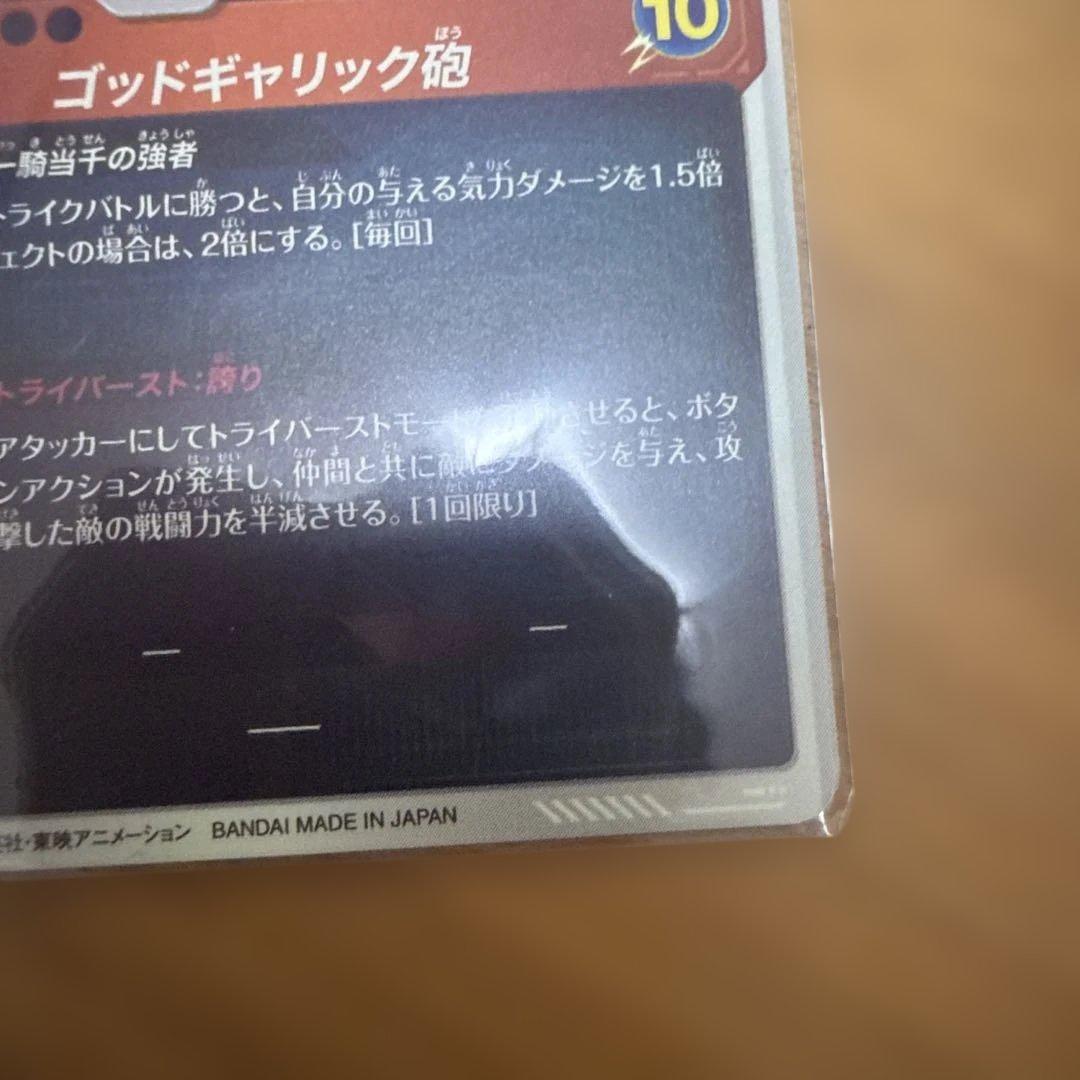 10
ゴッドギャリック砲
一騎当千の強者
トライクバトルに勝つと、自分の与える気力ダメージを1.5倍
ェクトの場合は、2倍にする。[毎回]
トライバースト:誇り
アタッカーにしてトライバーストモー させると、ボタ
ンアクションが発生し、仲間と共に敵にダメージを与え、攻
撃した敵の戦闘力を半減させる。[1回限り]
社・東映アニメーション BANDAI MADE IN JAPAN